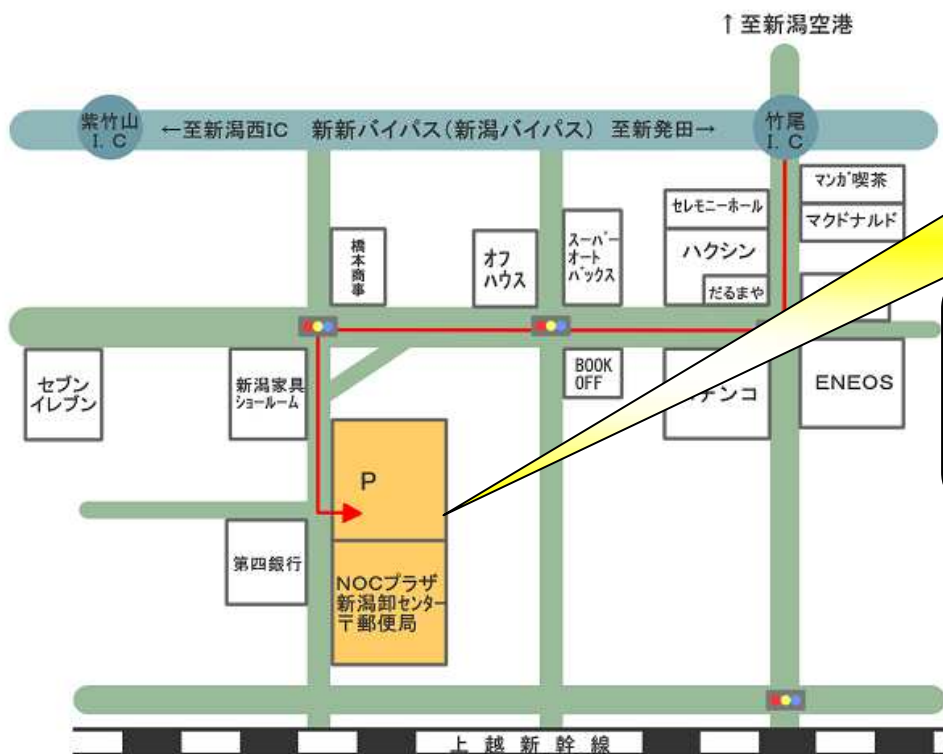 ↑至新潟空港
紫竹山
I. C
←至新潟西IC 新新バイパス(新潟バイパス) 至新発田→
竹尾
I. C
マンガ喫茶
マクドナルド
セレモニーホール
ハクシン
だるまや
橋本商事
オフ
ハウス
スーパー
オート
バックス
セブン
イレブン
新潟家具
ショールーム
BOOK
OFF
チンコ
ENEOS
P
第四銀行
NOCプラザ
新潟卸センター
〒郵便局
上越新幹線